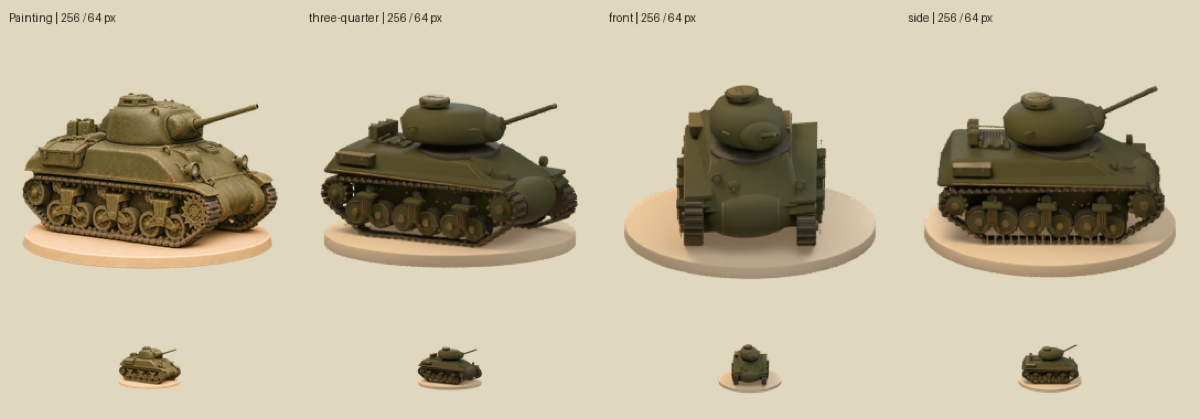 Painting | 256 / 64 px
three-quarter | 256 / 64 px
front | 256 / 64 px
side | 256 / 64 px